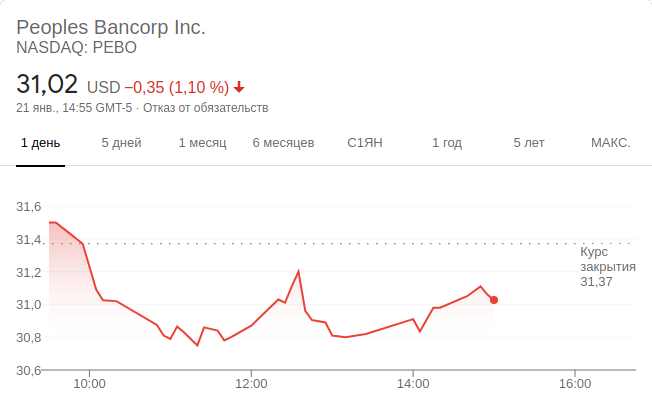 Peoples Bancorp Inc.
NASDAQ: PEBO
31,02 USD −0,35 (1,10 %)
21 янв., 14:55 GMT-5 · Отказ от обязательств
1 день 5 дней 1 месяц 6 месяцев С1ЯН 1 год 5 лет МАКС.
31,6
31,4
Курс
закрытия
31,37
31,2
31,0
30,8
30,6
10:00 12:00 14:00 16:00